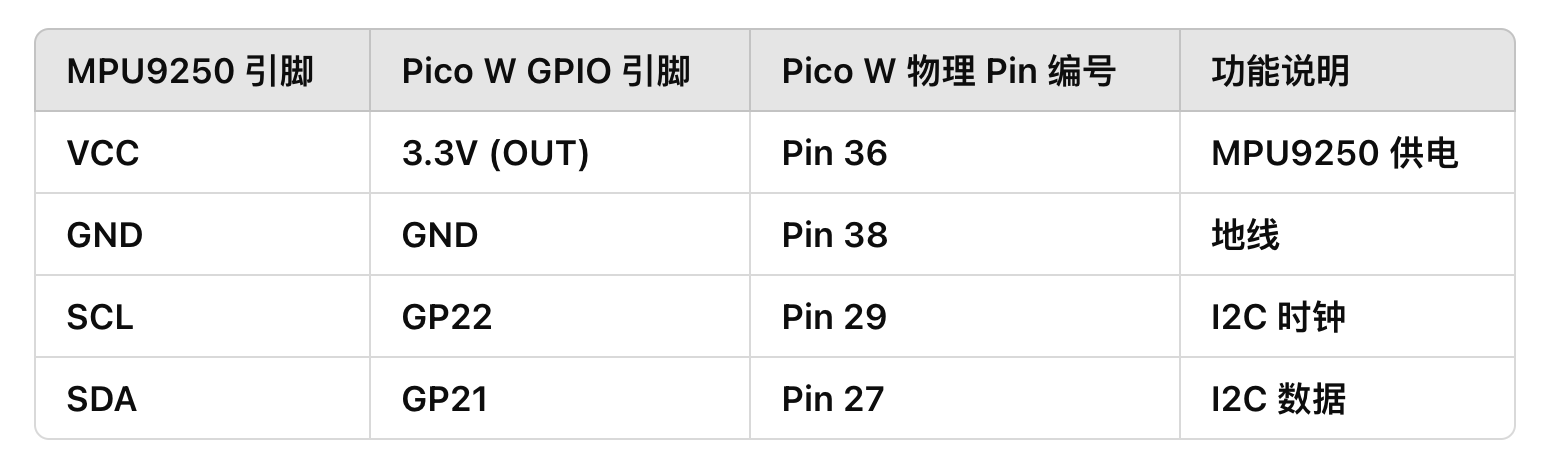 MPU9250 引脚 Pico W GPIO 引脚 Pico W 物理 Pin 编号 功能说明
VCC 3.3V (OUT) Pin 36 MPU9250 供电
GND GND Pin 38 地线
SCL GP22 Pin 29 I2C 时钟
SDA GP21 Pin 27 I2C 数据